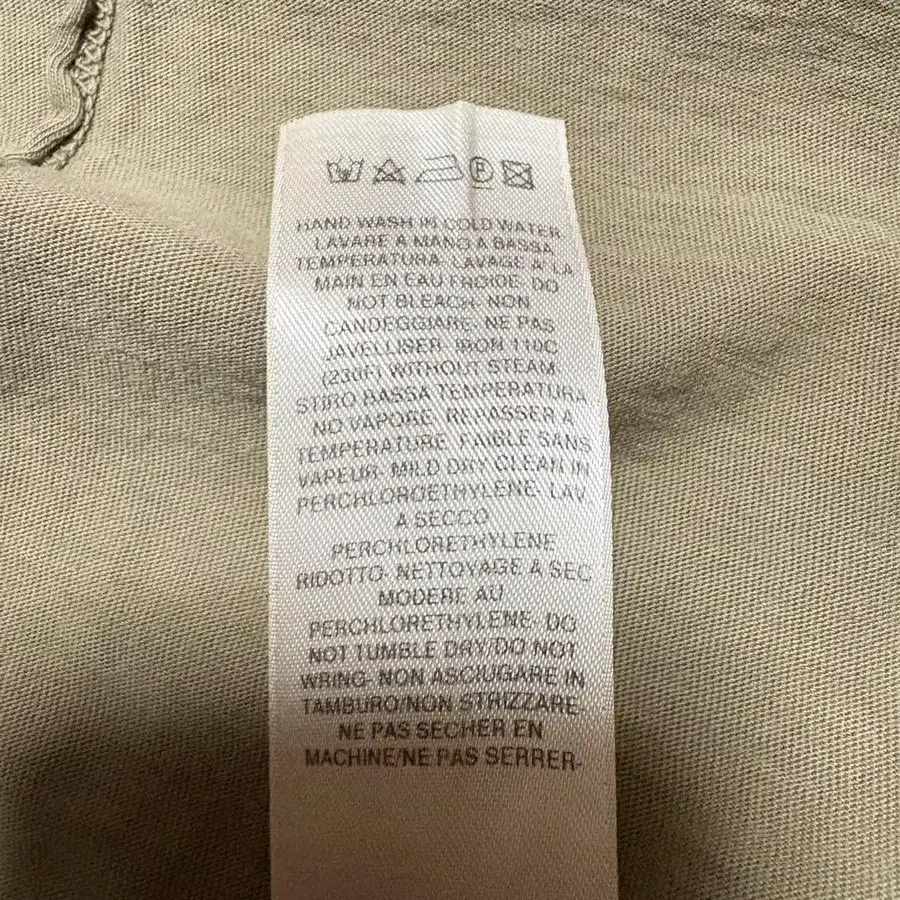 HAND WASH IN COLD WATER
LAVARE A MANO A BASSA
TEMPERATURA- LAVAGE A LA
MAIN EN EAU FROIDE- DO
NOT BLEACH- NON
CANDEGGIARE- NE PAS
JAVELLISER- IRON 110C
(230F) WITHOUT STEAM
STIRO BASSA TEMPERATURA
NO VAPORE- REPASSER A
TEMPERATURE FAIBLE SANS
VAPEUR- MILD DRY CLEAN IN
PERCHLOROETHYLENE- LAV.
A SECCO
PERCHLORETHYLENE
RIDOTTO- NETTOYAGE A SEC
MODERE AU
PERCHLORETHYLENE- DO
NOT TUMBLE DRY/DO NOT
WRING- NON ASCIUGARE IN
TAMBURO/NON STRIZZARE-
NE PAS SECHER EN
MACHINE/NE PAS SERRER-